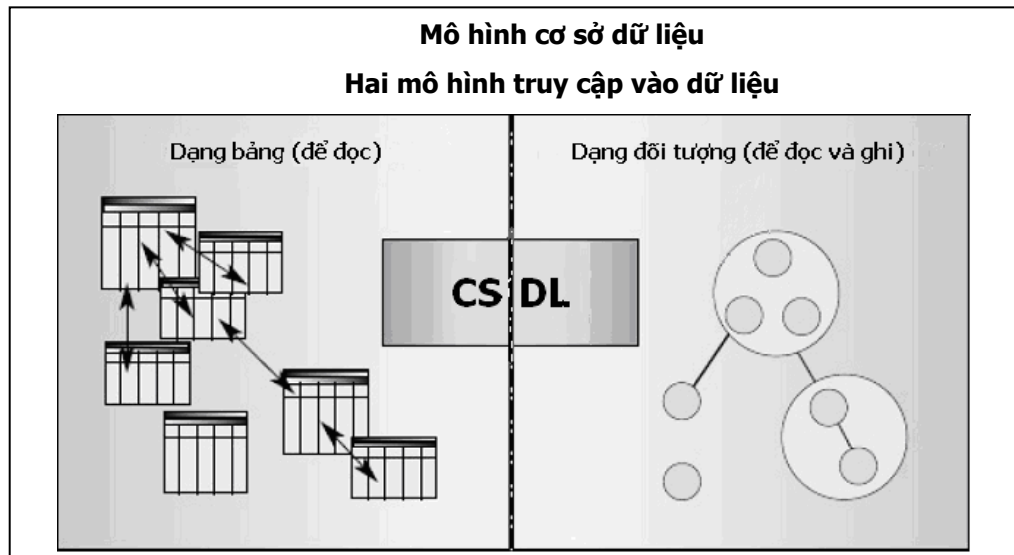 Mô hình cơ sở dữ liệu
Hai mô hình truy cập vào dữ liệu
Dạng bảng (để đọc)
Dạng đối tượng (để đọc và ghi)
CSDL